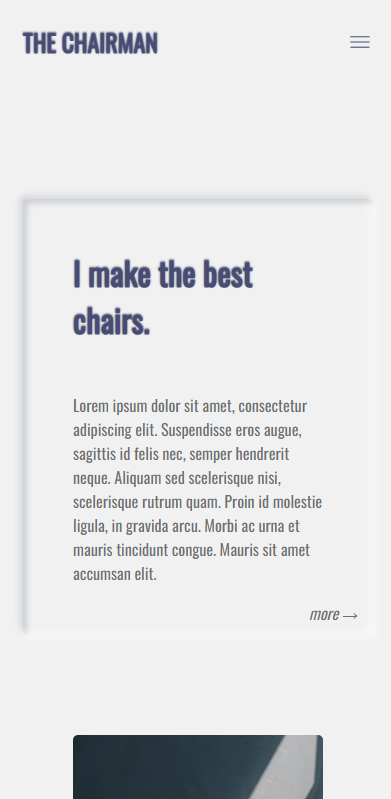 THE CHAIRMAN
I make the best
chairs.
Lorem ipsum dolor sit amet, consectetur
adipiscing elit. Suspendisse eros augue,
sagittis id felis nec, semper hendrerit
neque. Aliquam sed scelerisque nisi,
scelerisque rutrum quam. Proin id molestie
ligula, in gravida arcu. Morbi ac urna et
mauris tincidunt congue. Mauris sit amet
accumsan elit.
more →